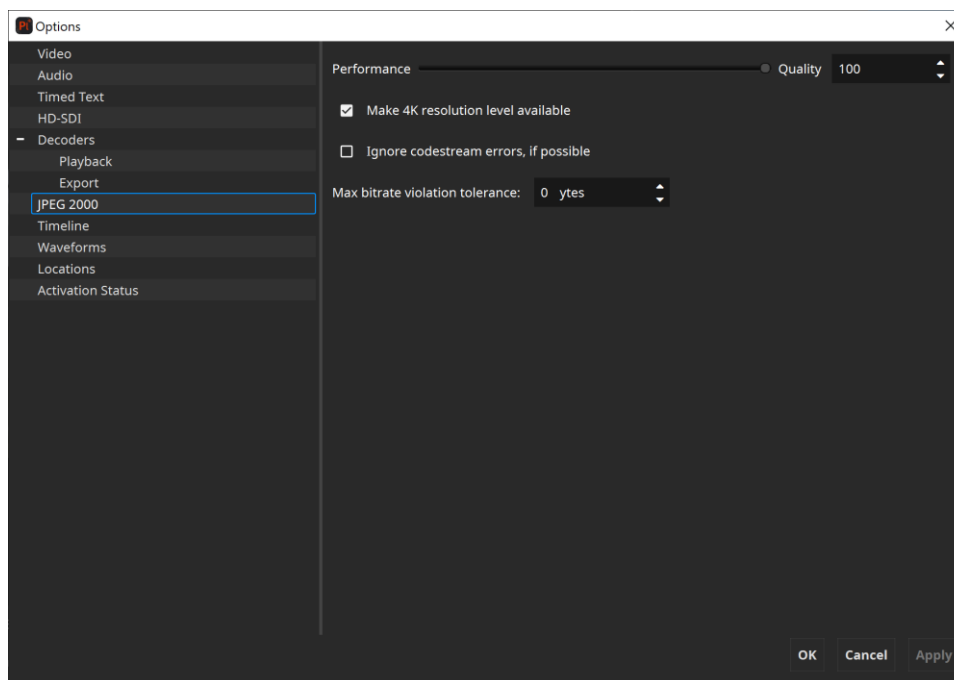 Pi Options
Video
Audio
Timed Text
HD-SDI
Decoders
Playback
Export
JPEG 2000
Timeline
Waveforms
Locations
Activation Status
Performance Quality 100
Make 4K resolution level available
Ignore codestream errors, if possible
Max bitrate violation tolerance: 0 ytes
OK Cancel Apply